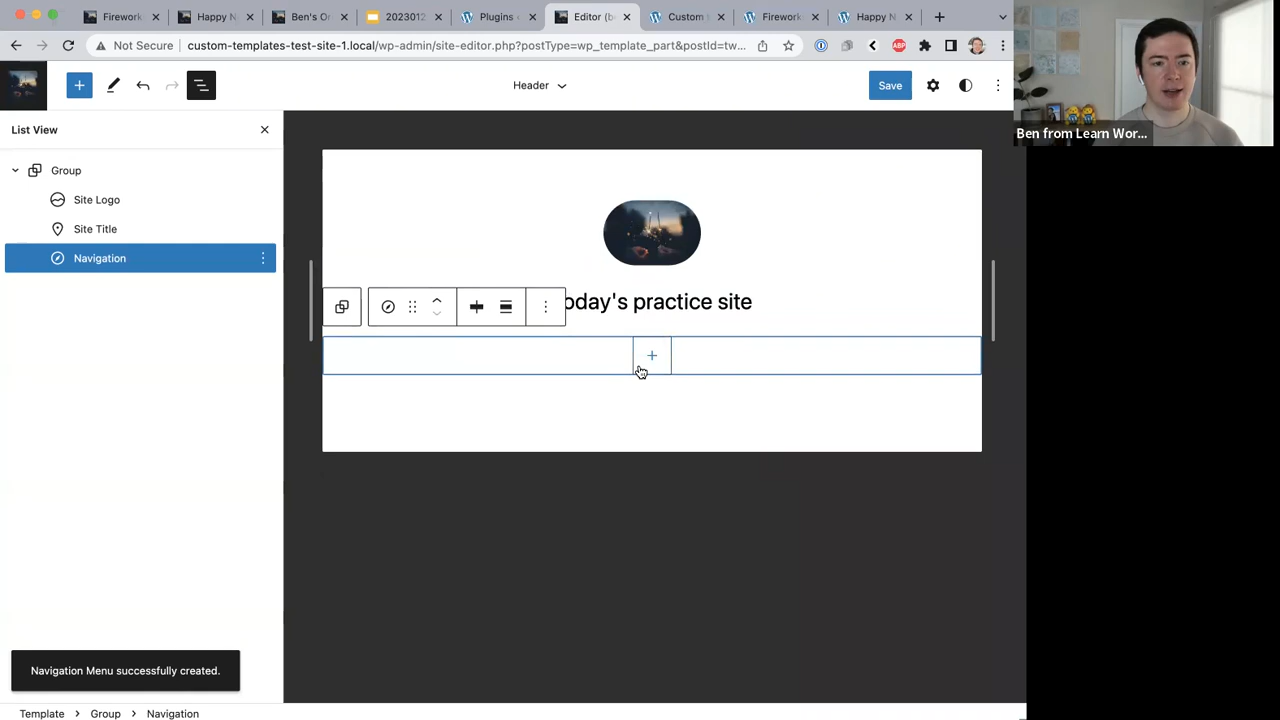 Firework
Happy N
Ben's On
2023012
Plugins
Editor (b
Custom
Firework
Happy N
Not Secure
custom-templates-test-site-1.local/wp-admin/site-editor.php?postType=wp_template_part&postId=tw...
ABP
Header
Save
Ben from Learn Wor...
List View
Group
Site Logo
Site Title
Navigation
oday's practice site
Navigation Menu successfully created.
Template > Group > Navigation